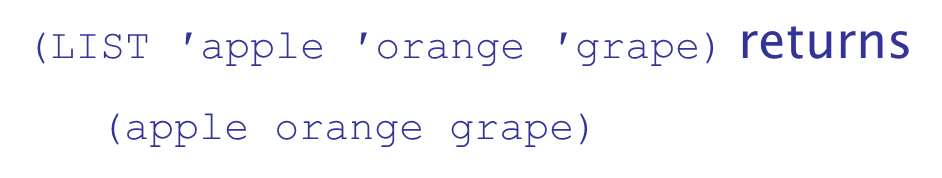 (LIST ′apple ′orange ′grape) returns
(apple orange grape)